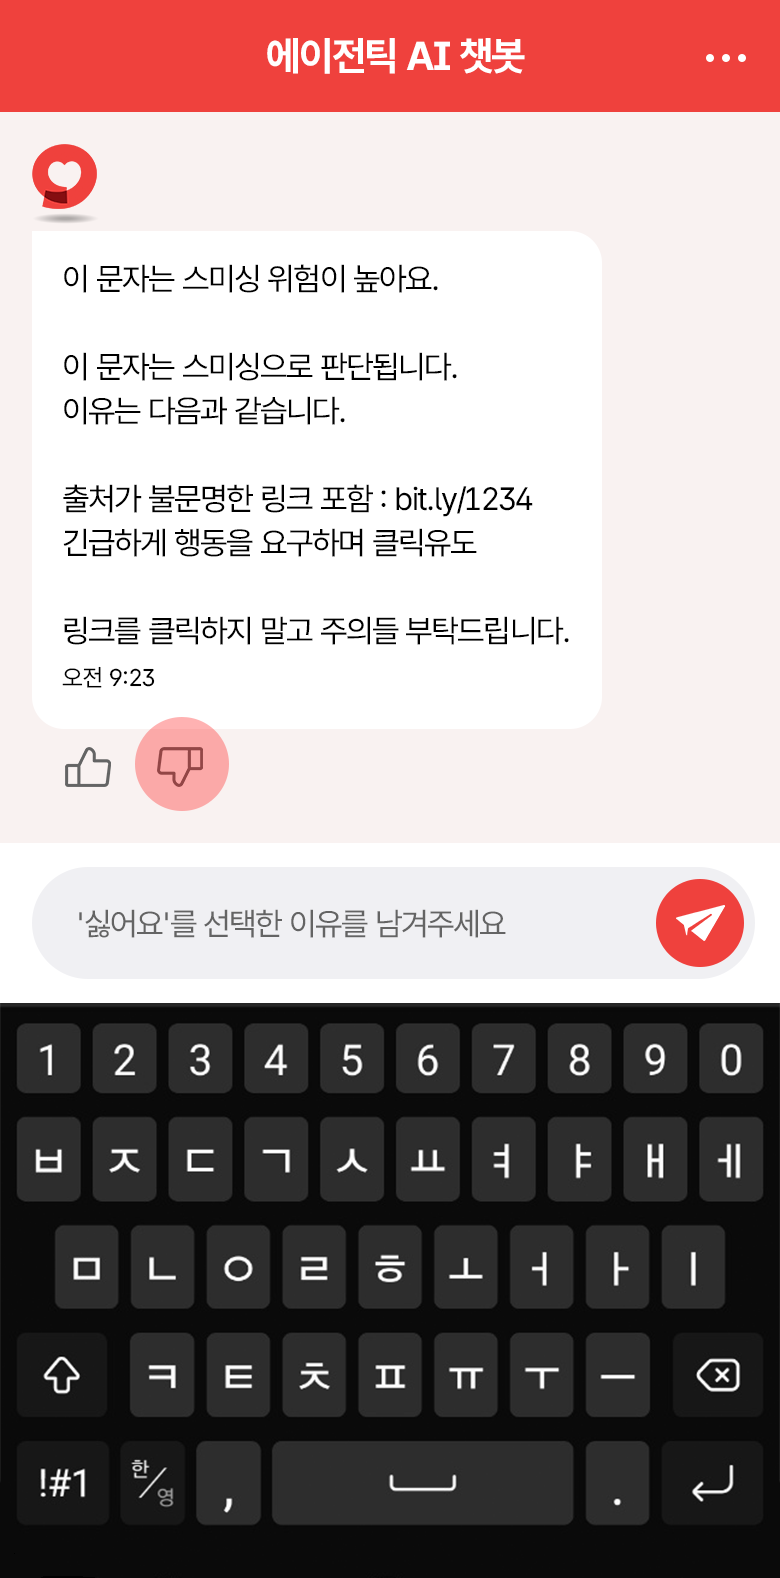 에이전틱 AI 챗봇
이 문자는 스미싱 위험이 높아요.
이 문자는 스미싱으로 판단됩니다.
이유는 다음과 같습니다.
출처가 불문명한 링크 포함 : bit.ly/1234
긴급하게 행동을 요구하며 클릭유도
링크를 클릭하지 말고 주의들 부탁드립니다.
오전 9:23
'싫어요'를 선택한 이유를 남겨주세요
1 2 3 4 5 6 7 8 9 0
ㅂ ㅈ ㄷ ㄱ ㅅ ㅛ ㅕ ㅑ ㅐ ㅔ
ㅁ ㄴ ㅇ ㄹ ㅎ ㅗ ㅓ ㅏ ㅣ
ㅋ ㅌ ㅊ ㅍ ㅠ ㅜ ㅡ
!#1 한/영 , .